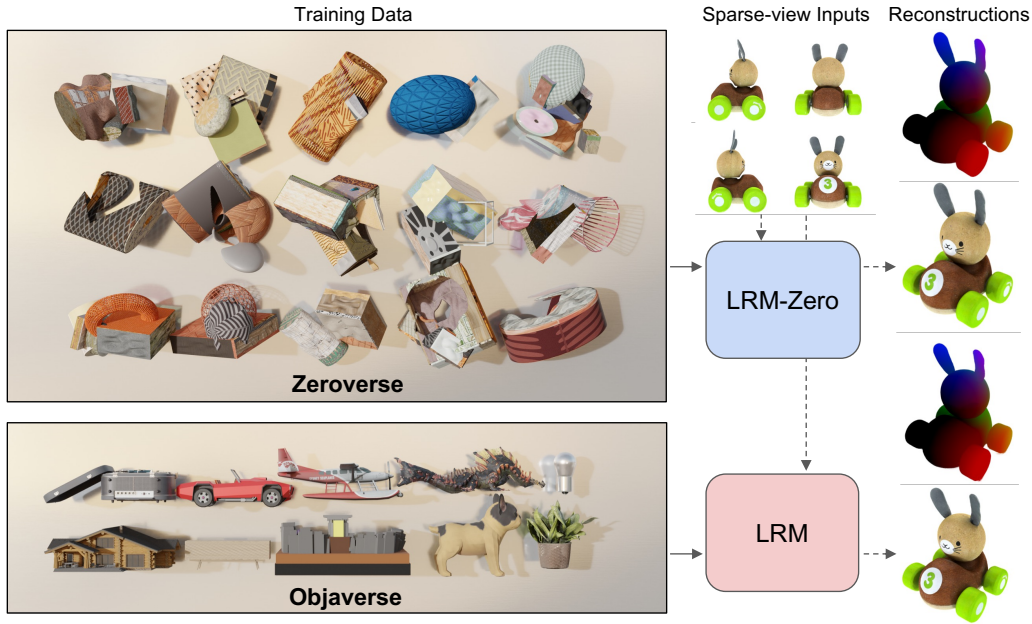 Training Data
Sparse-view Inputs
Reconstructions
3
3
LRM-Zero
Zeroverse
LRM
3
Objaverse